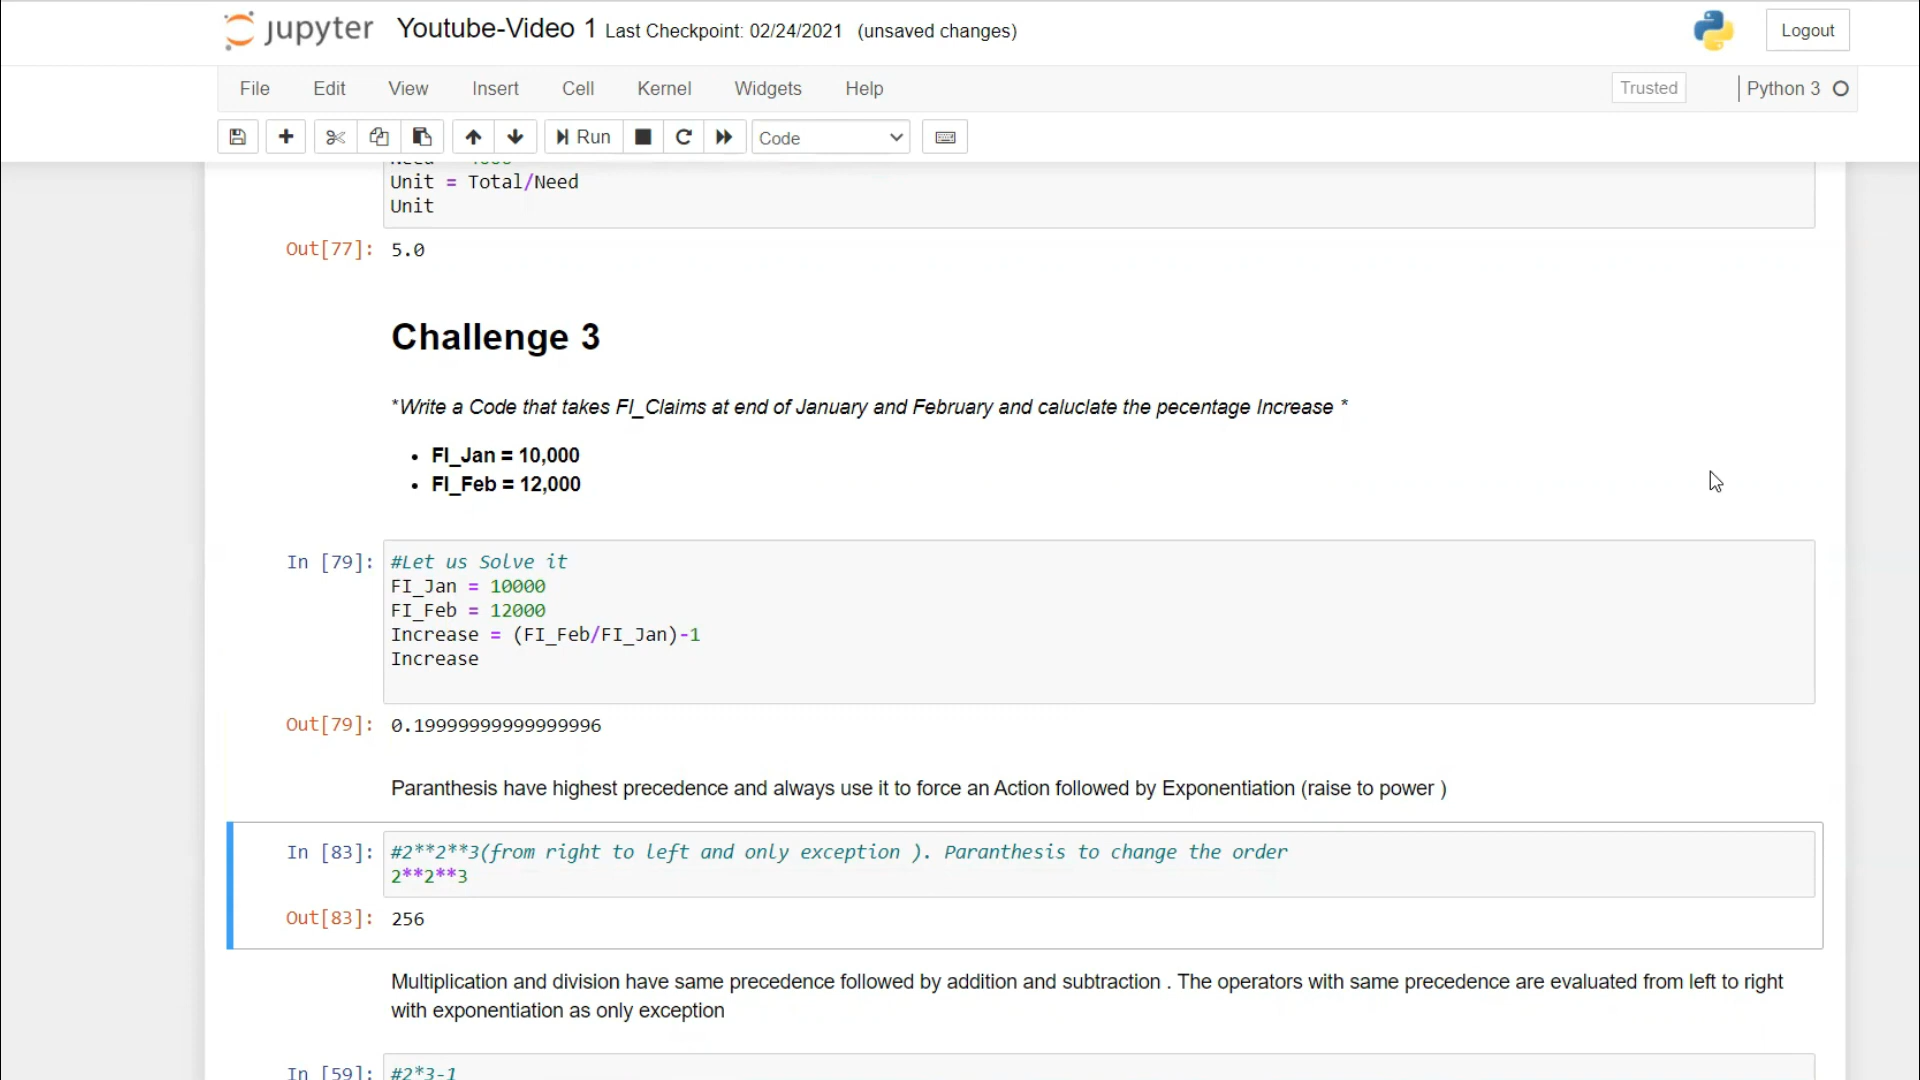 jupyter Youtube-Video 1 Last Checkpoint: 02/24/2021 (unsaved changes) Logout
File Edit View Insert Cell Kernel Widgets Help Trusted Python 3
Run Code
Unit = Total/Need
Unit
Out[77]: 5.0
Challenge 3
*Write a Code that takes FI_Claims at end of January and February and caluclate the pecentage Increase *
• FI_Jan = 10,000
• FI_Feb = 12,000
In [79]: #Let us Solve it
FI_Jan = 10000
FI_Feb = 12000
Increase = (FI_Feb/FI_Jan)-1
Increase
Out[79]: 0.19999999999999996
Paranthesis have highest precedence and always use it to force an Action followed by Exponentiation (raise to power )
In [83]: #2**2**3(from right to left and only exception ). Paranthesis to change the order
2**2**3
Out[83]: 256
Multiplication and division have same precedence followed by addition and subtraction . The operators with same precedence are evaluated from left to right
with exponentiation as only exception
In [59]: #2*3-1